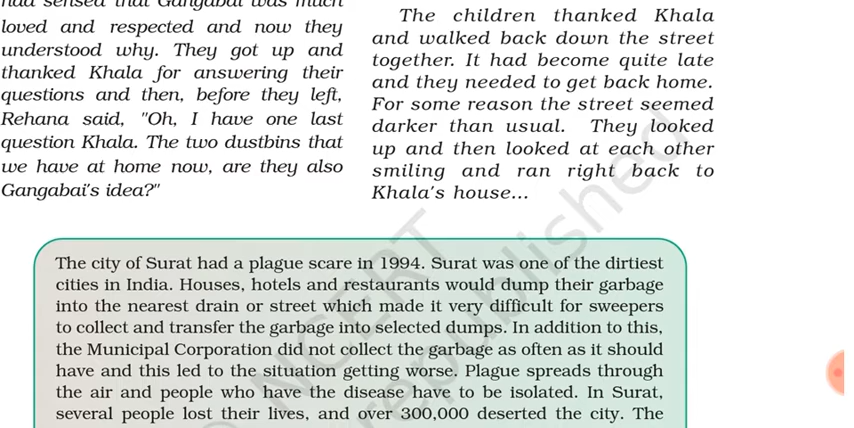 had sensed that Gangabai was much
loved and respected and now they
understood why. They got up and
thanked Khala for answering their
questions and then, before they left,
Rehana said, "Oh, I have one last
question Khala. The two dustbins that
we have at home now, are they also
Gangabai's idea?"
The children thanked Khala
and walked back down the street
together. It had become quite late
and they needed to get back home.
For some reason the street seemed
darker than usual. They looked
up and then looked at each other
smiling and ran right back to
Khala's house...
The city of Surat had a plague scare in 1994. Surat was one of the dirtiest
cities in India. Houses, hotels and restaurants would dump their garbage
into the nearest drain or street which made it very difficult for sweepers
to collect and transfer the garbage into selected dumps. In addition to this,
the Municipal Corporation did not collect the garbage as often as it should
have and this led to the situation getting worse. Plague spreads through
the air and people who have the disease have to be isolated. In Surat,
several people lost their lives, and over 300,000 deserted the city. The
© NCERT
republished